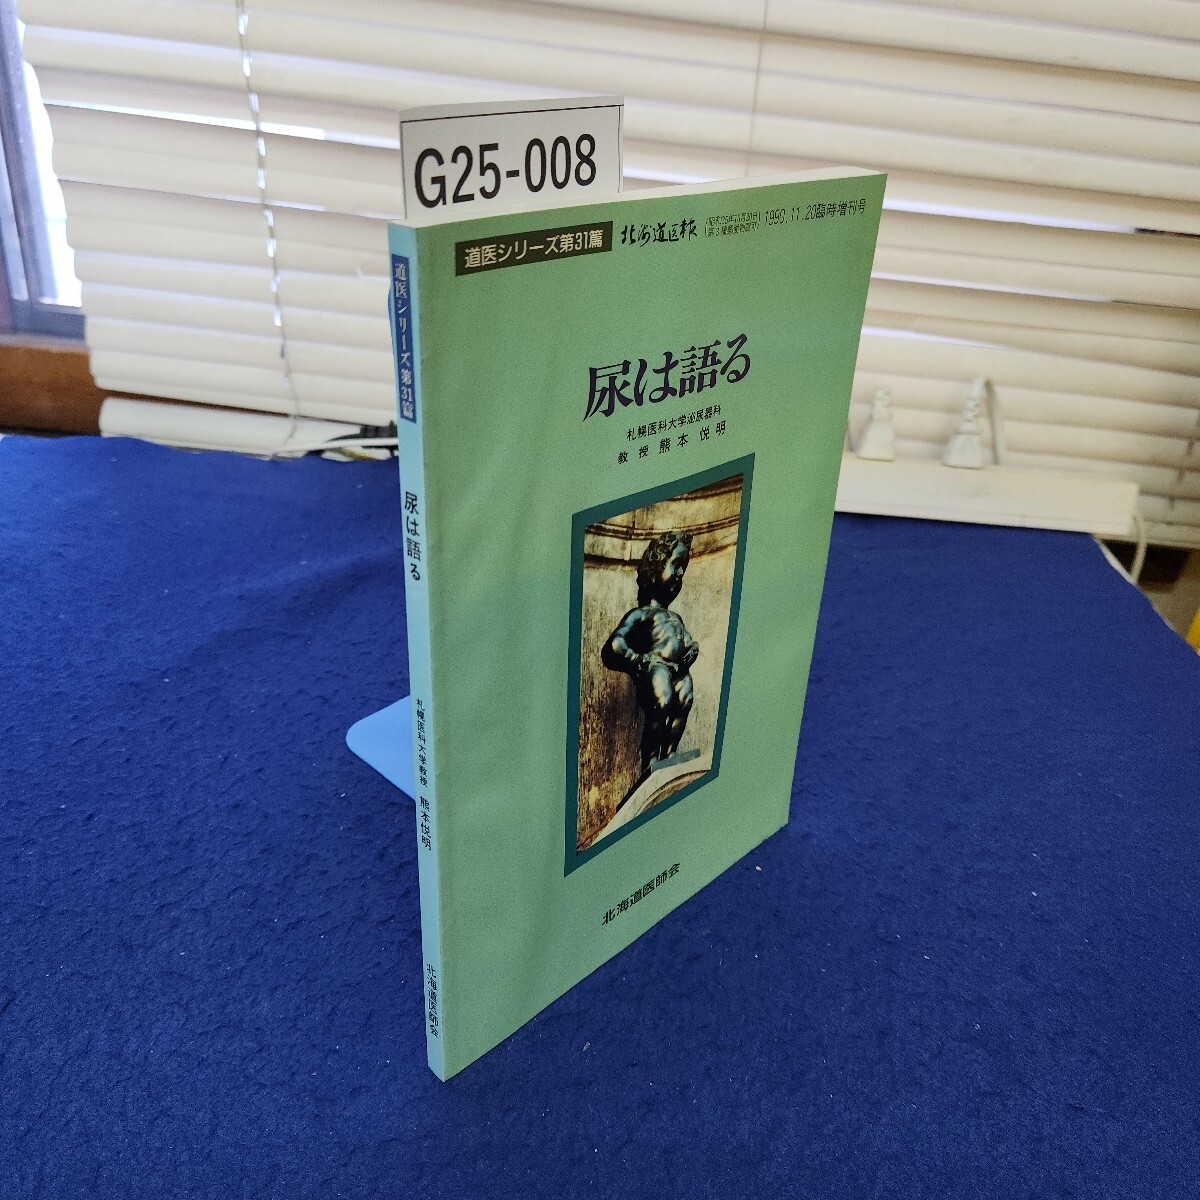 G25-008
道医シリーズ第31篇
北海道医報
1990.11.20臨時増刊号
尿は語る
札幌医科大学泌尿器科
教授 熊本悦明
北海道医師会
道医シリーズ第31篇
尿は語る
札幌医科大学教授 熊本悦明
北海道医師会